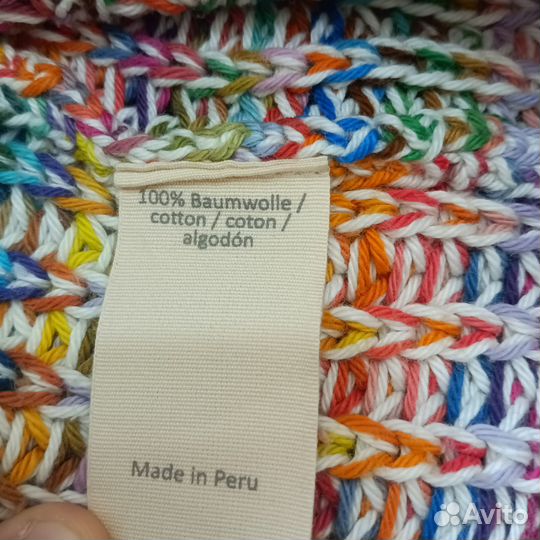 100% Baumwolle /
cotton / coton /
algodón
Made in Peru
Avito